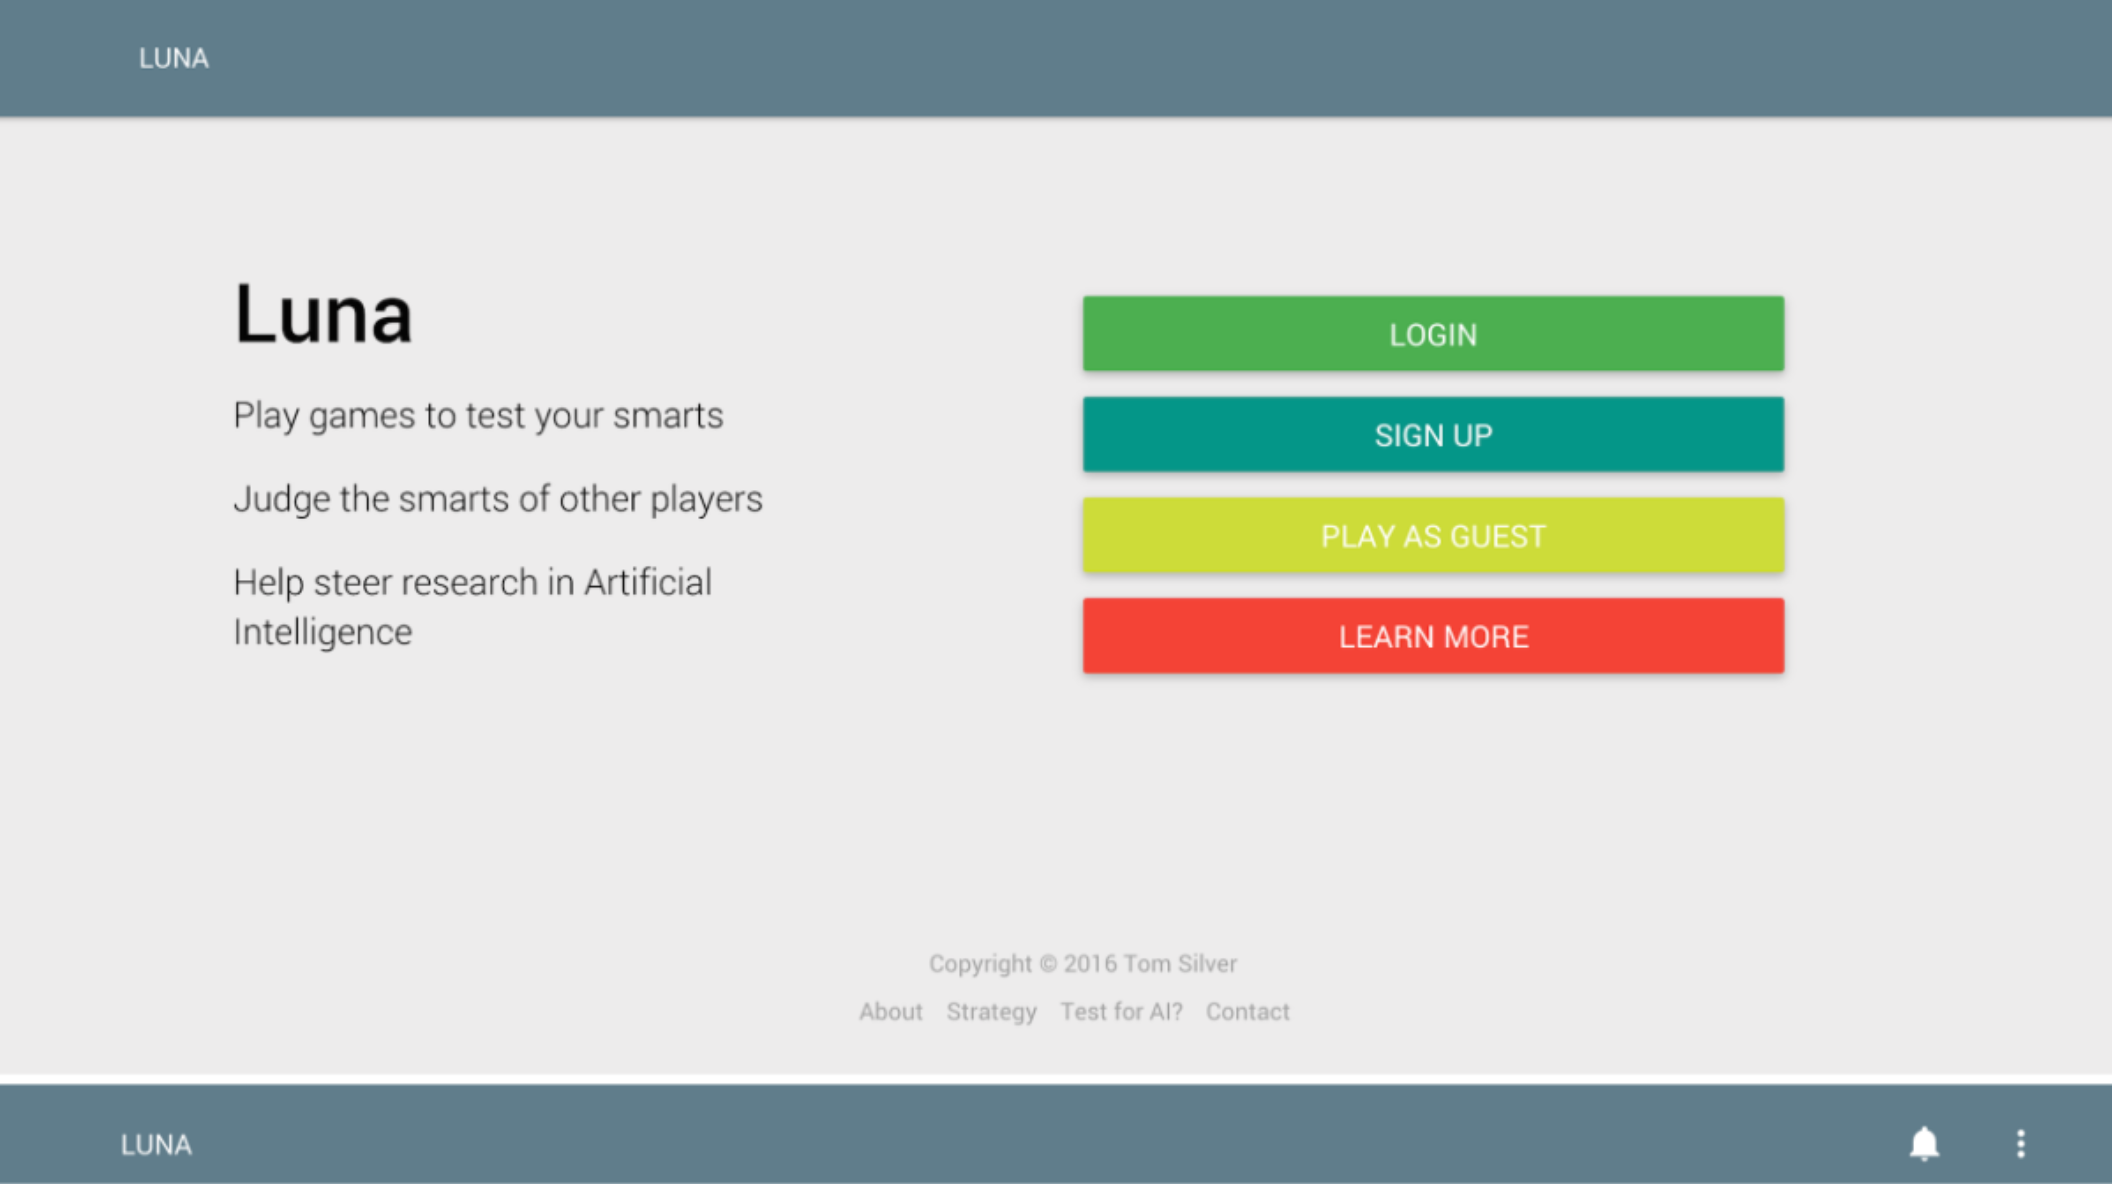 LUNA
Luna
Play games to test your smarts
Judge the smarts of other players
Help steer research in Artificial
Intelligence
LOGIN
SIGN UP
PLAY AS GUEST
LEARN MORE
Copyright © 2016 Tom Silver
About Strategy Test for AI? Contact
LUNA